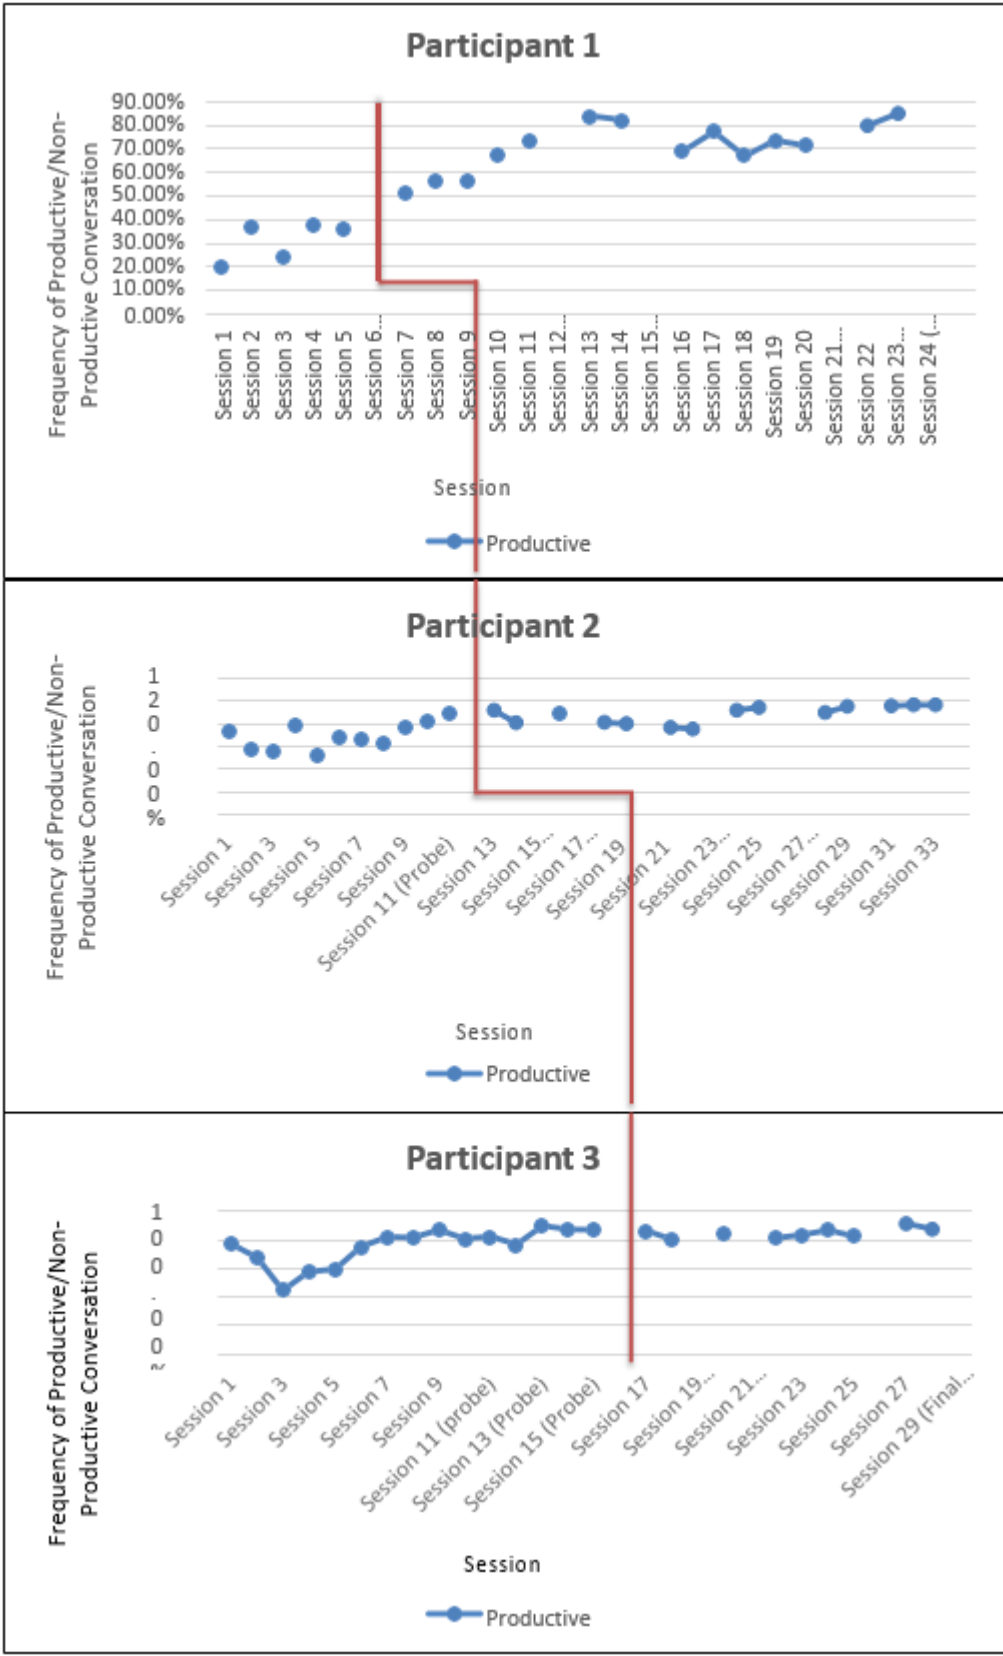 Participant 1
Frequency of Productive/Non-
Productive Conversation
90.00%
80.00%
70.00%
60.00%
50.00%
40.00%
30.00%
20.00%
10.00%
0.00%
Session 1
Session 2
Session 3
Session 4
Session 5
Session 6...
Session 7
Session 8
Session 9
Session 10
Session 11
Session 12...
Session 13
Session 14
Session 15...
Session 16
Session 17
Session 18
Session 19
Session 20
Session 21...
Session 22
Session 23...
Session 24 (...
Session
Productive
Participant 2
Frequency of Productive/Non-
Productive Conversation
1
2
0
.
0
0
%
Session 1
Session 3
Session 5
Session 7
Session 9
Session 11 (Probe)
Session 13
Session 15...
Session 17...
Session 19
Session 21
Session 23...
Session 25
Session 27...
Session 29
Session 31
Session 33
Session
Productive
Participant 3
Frequency of Productive/Non-
Productive Conversation
1
0
0
.
0
0
Session 1
Session 3
Session 5
Session 7
Session 9
Session 11 (probe)
Session 13 (Probe)
Session 15 (Probe)
Session 17
Session 19...
Session 21...
Session 23
Session 25
Session 27
Session 29 (Final...
Session
Productive